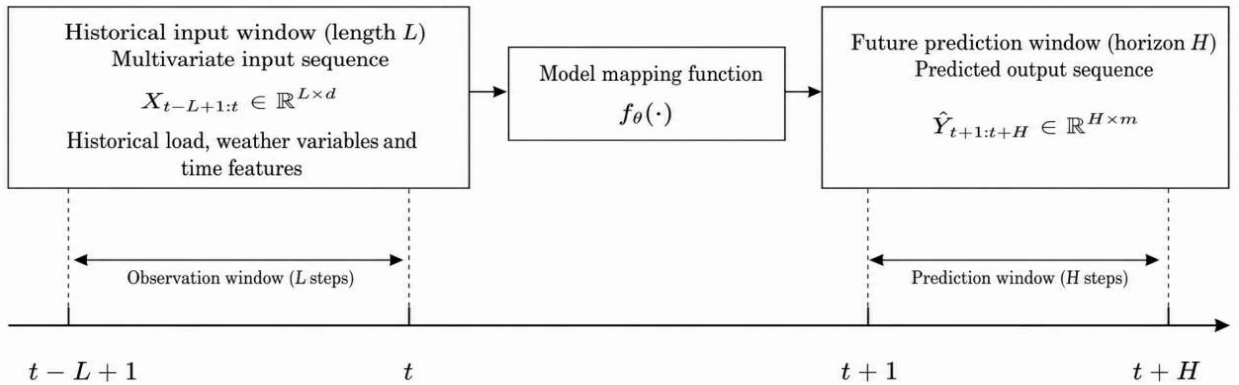 Historical input window (length L)
Multivariate input sequence
X_{t−L+1:t} ∈ ℝ^{L×d}
Historical load, weather variables and
time features
Model mapping function
f_θ(·)
Future prediction window (horizon H)
Predicted output sequence
Ŷ_{t+1:t+H} ∈ ℝ^{H×m}
Observation window (L steps)
Prediction window (H steps)
t − L + 1
t
t + 1
t + H